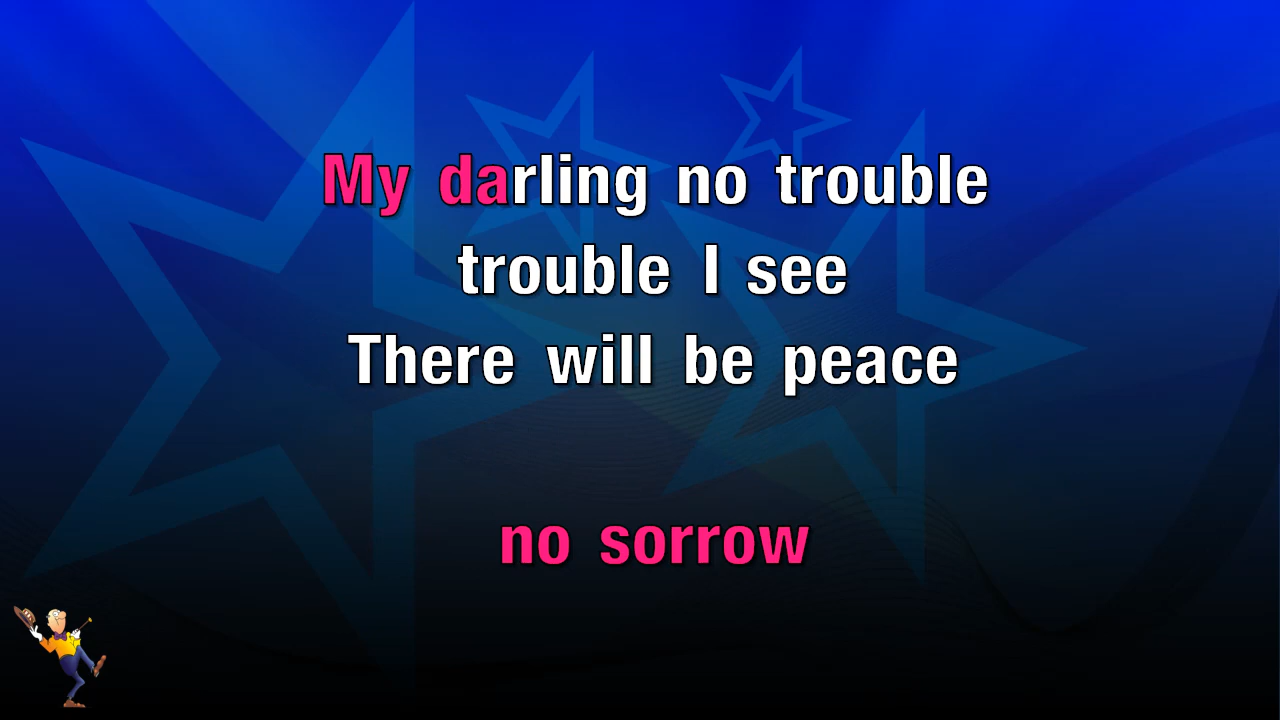 My darling no trouble
trouble I see
There will be peace
no sorrow